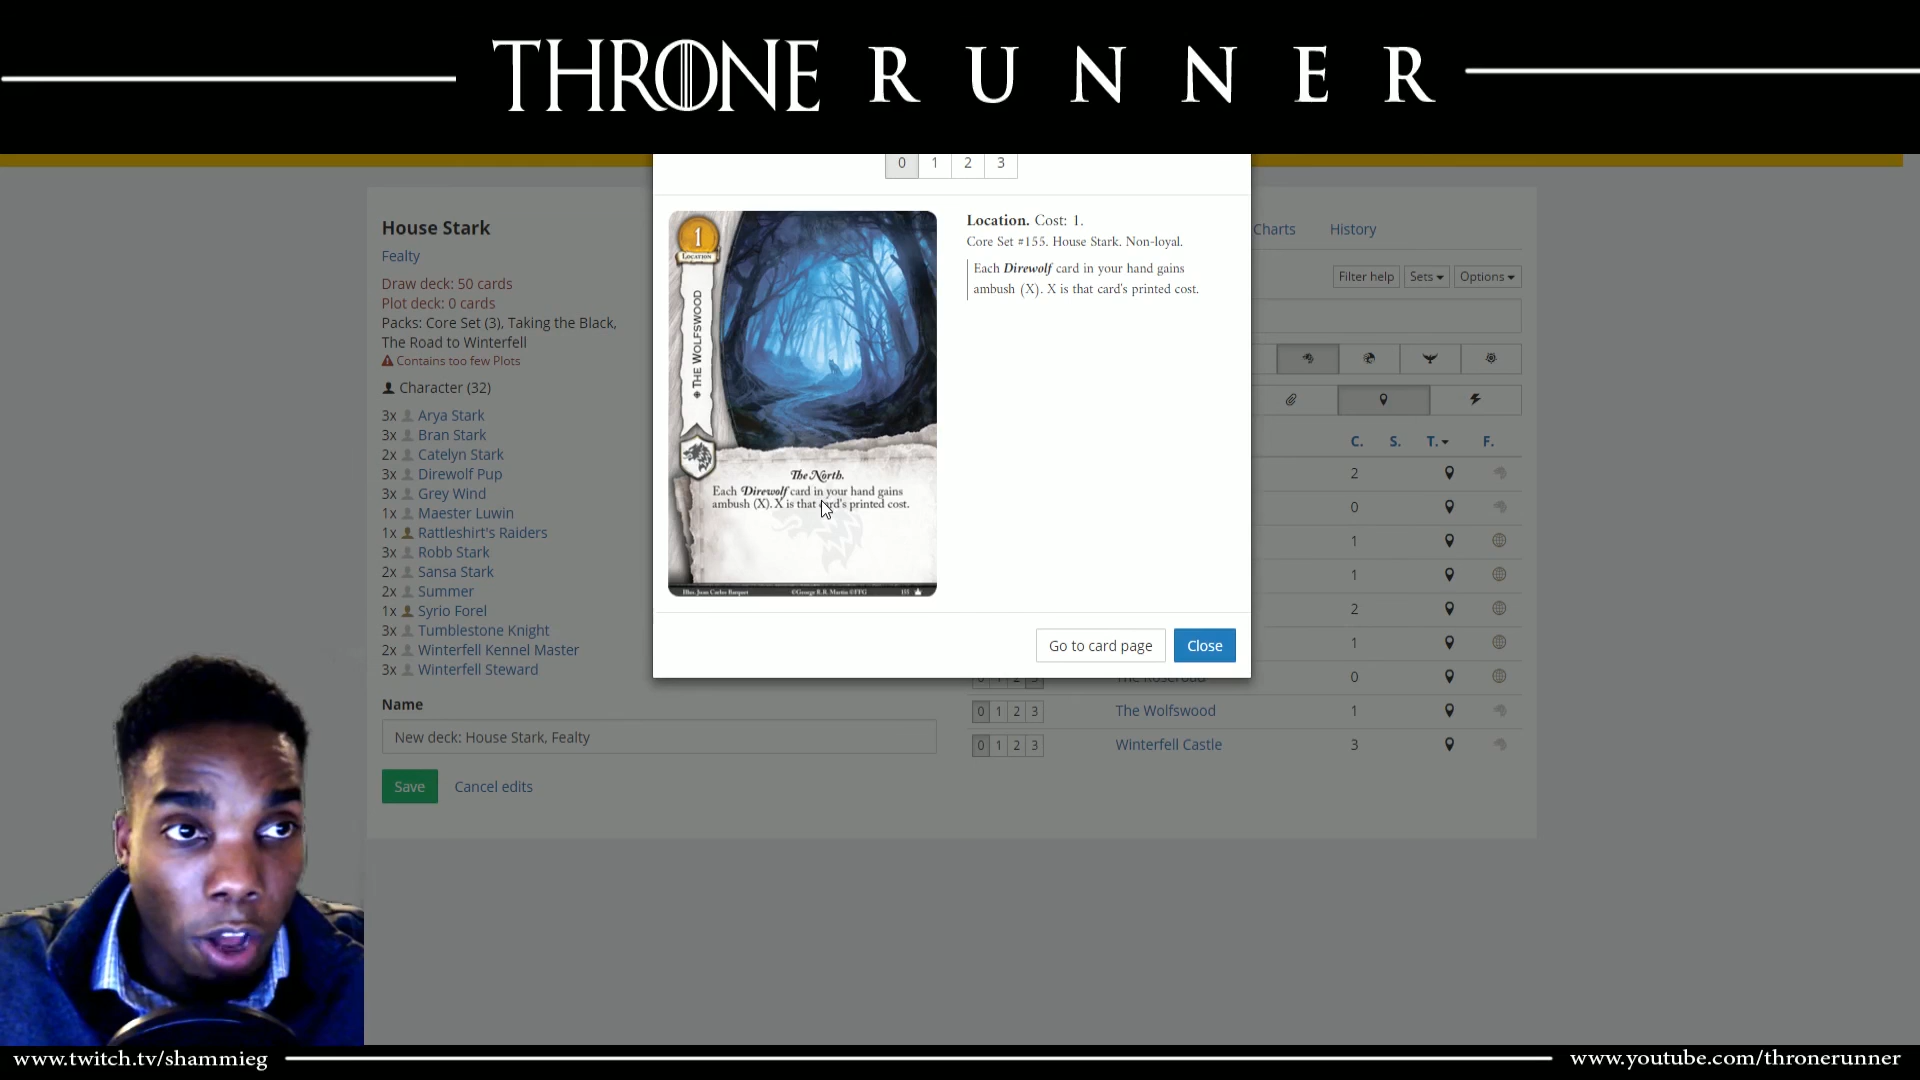 THRONE RUNNER
0 1 2 3
House Stark
Fealty
Draw deck: 50 cards
Plot deck: 0 cards
Packs: Core Set (3), Taking the Black,
The Road to Winterfell
Contains too few Plots
Character (32)
3x Arya Stark
3x Bran Stark
2x Catelyn Stark
3x Direwolf Pup
3x Grey Wind
1x Maester Luwin
1x Rattleshirt's Raiders
3x Robb Stark
2x Sansa Stark
2x Summer
1x Syrio Forel
3x Tumblestone Knight
2x Winterfell Kennel Master
3x Winterfell Steward
Name
New deck: House Stark, Fealty
Save Cancel edits
1
LOCATION
THE WOLFSWOOD
The North.
Each Direwolf card in your hand gains
ambush (X). X is that card's printed cost.
©George R.R. Martin ©FFG
155
Location. Cost: 1.
Core Set #155. House Stark. Non-loyal.
Each Direwolf card in your hand gains
ambush (X). X is that card's printed cost.
Go to card page Close
Charts History
Filter help Sets Options
C. S. T. F.
2
0
1
1
2
1
The Roseroad 0
0 1 2 3 The Wolfswood 1
0 1 2 3 Winterfell Castle 3
www.twitch.tv/shammieg
www.youtube.com/thronerunner